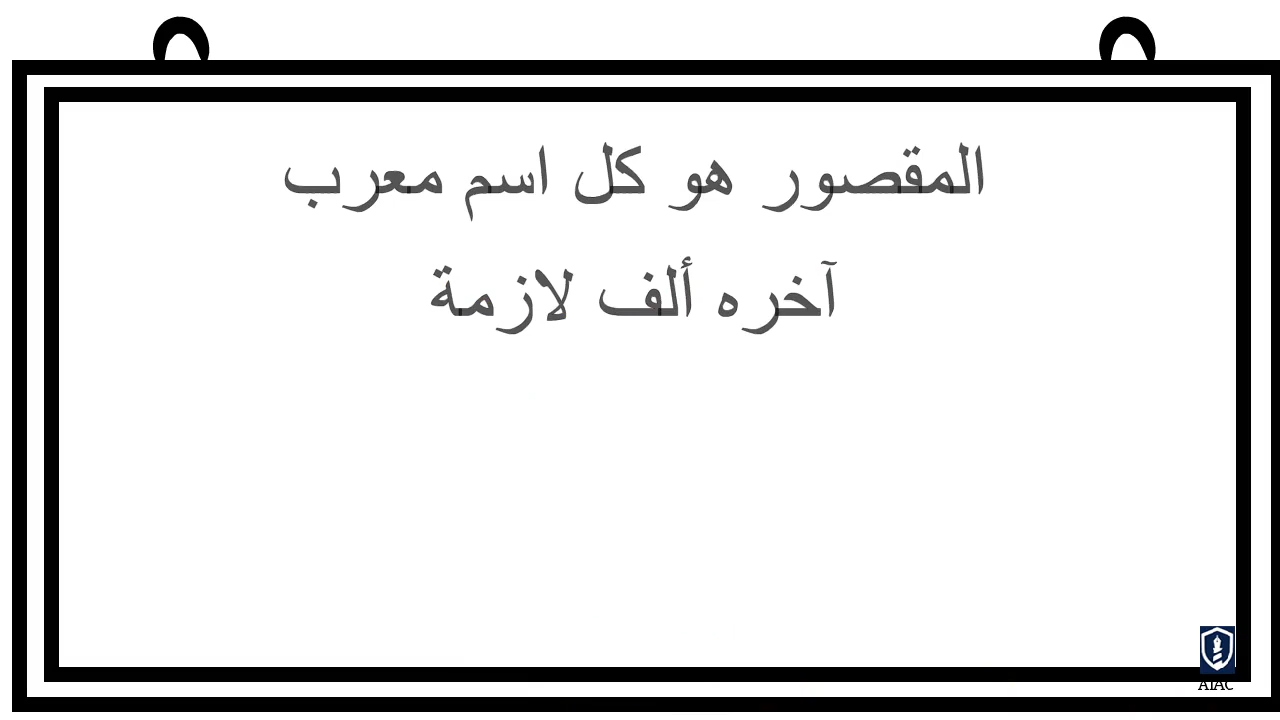 المقصور هو كل اسم معرب
آخره ألف لازمة
AIAC